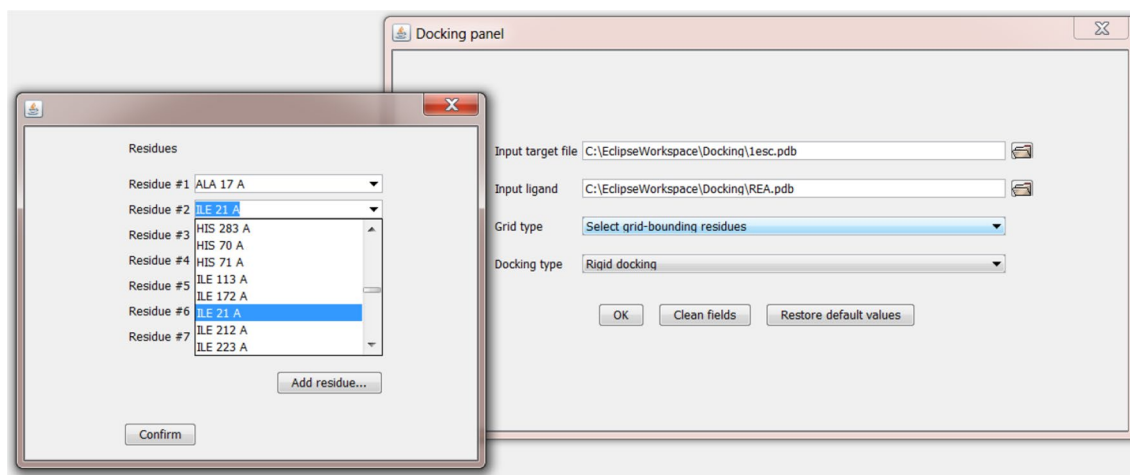 Docking panel
Input target file C:\EclipseWorkspace\Docking\1esc.pdb
Input ligand C:\EclipseWorkspace\Docking\REA.pdb
Grid type Select grid-bounding residues
Docking type Rigid docking
OK Clean fields Restore default values
Residues
Residue #1 ALA 17 A
Residue #2 ILE 21 A
Residue #3
Residue #4
Residue #5
Residue #6
Residue #7
HIS 283 A
HIS 70 A
HIS 71 A
ILE 113 A
ILE 172 A
ILE 21 A
ILE 212 A
ILE 223 A
Add residue...
Confirm